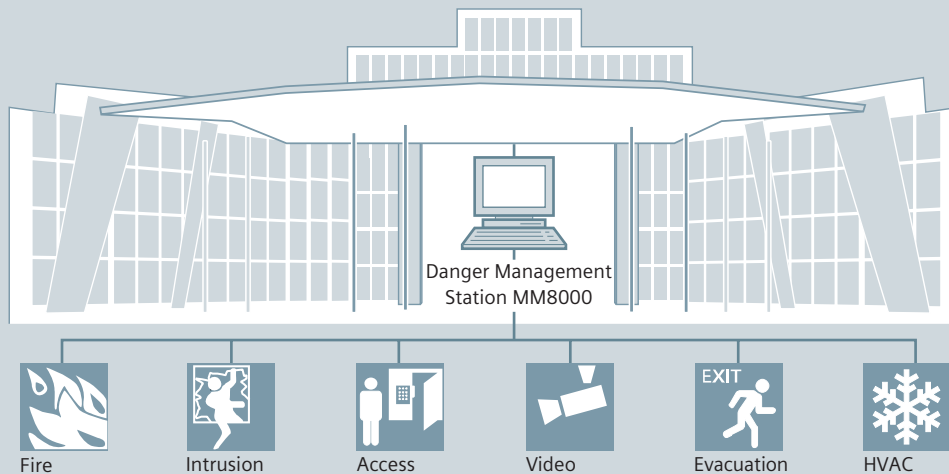 Danger Management
Station MM8000
EXIT
Fire
Intrusion
Access
Video
Evacuation
HVAC